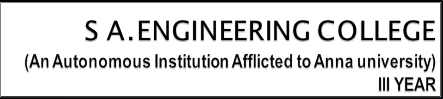 S A.ENGINEERING COLLEGE
(An Autonomous Institution Afflicted to Anna university)
III YEAR